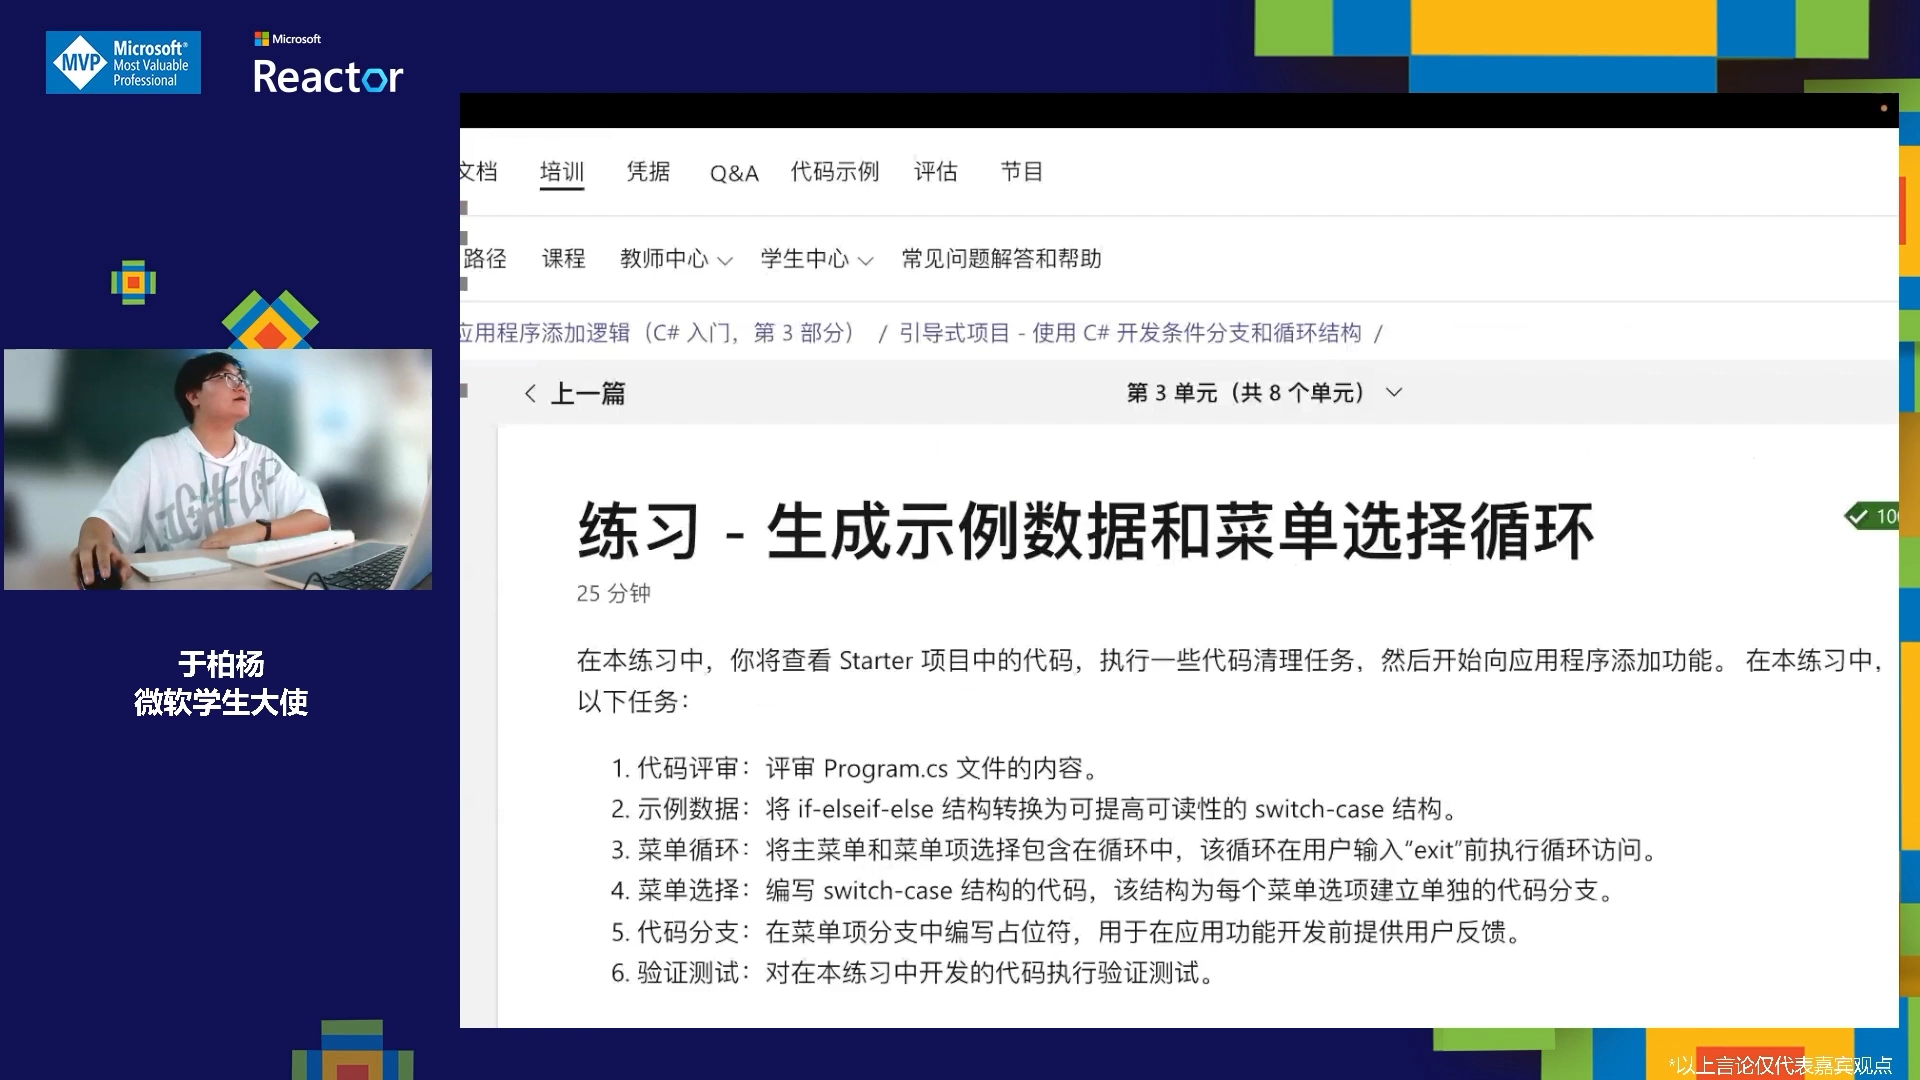 MVP
Microsoft®
Most Valuable
Professional
Microsoft
Reactor
文档 培训 凭据 Q&A 代码示例 评估 节目
路径 课程 教师中心 学生中心 常见问题解答和帮助
应用程序添加逻辑（C# 入门，第 3 部分） / 引导式项目 - 使用 C# 开发条件分支和循环结构 /
上一篇 第 3 单元（共 8 个单元）
练习 - 生成示例数据和菜单选择循环
25 分钟
在本练习中，你将查看 Starter 项目中的代码，执行一些代码清理任务，然后开始向应用程序添加功能。 在本练习中，
以下任务：
1. 代码评审：评审 Program.cs 文件的内容。
2. 示例数据：将 if-elseif-else 结构转换为可提高可读性的 switch-case 结构。
3. 菜单循环：将主菜单和菜单项选择包含在循环中，该循环在用户输入“exit”前执行循环访问。
4. 菜单选择：编写 switch-case 结构的代码，该结构为每个菜单选项建立单独的代码分支。
5. 代码分支：在菜单项分支中编写占位符，用于在应用功能开发前提供用户反馈。
6. 验证测试：对在本练习中开发的代码执行验证测试。
于柏杨
微软学生大使
*以上言论仅代表嘉宾观点